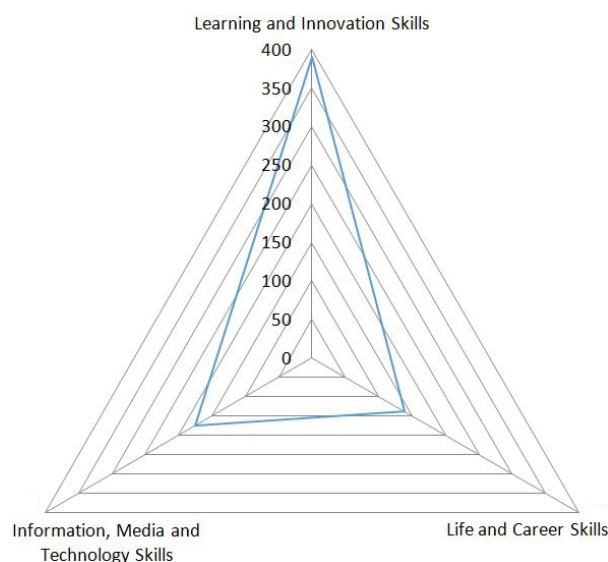 Learning and Innovation Skills
400
350
300
250
200
150
100
50
0
Information, Media and
Technology Skills
Life and Career Skills